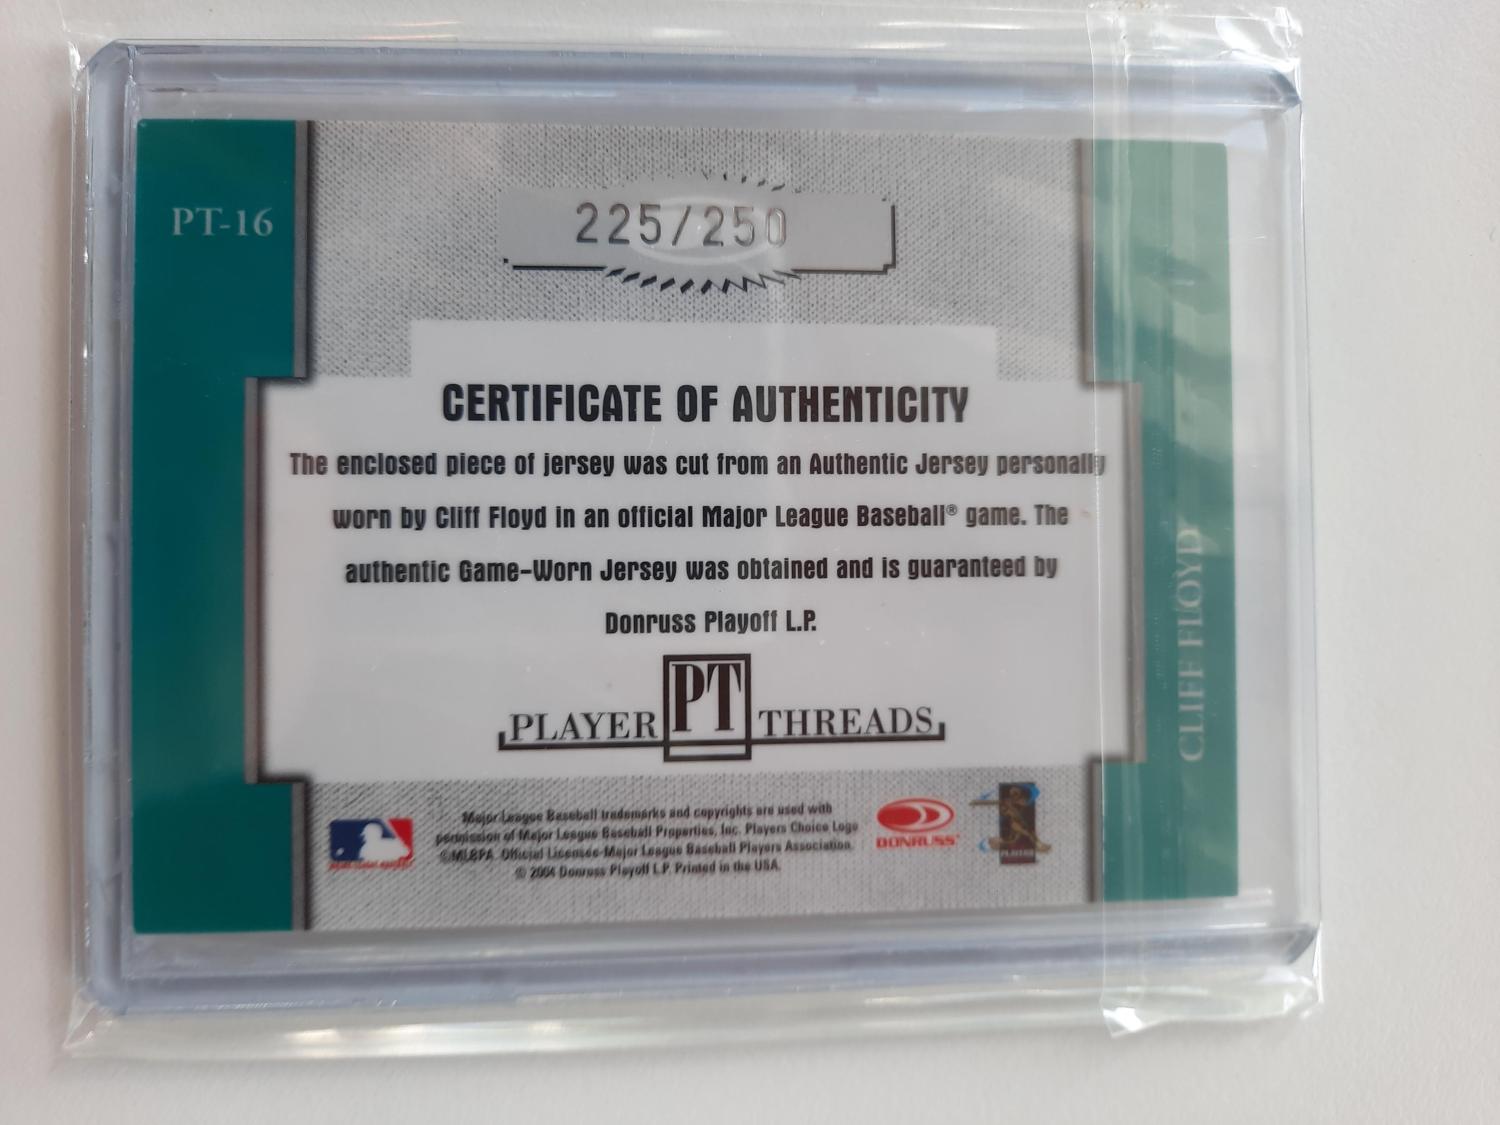 PT-16
225/250
CERTIFICATE OF AUTHENTICITY
The enclosed piece of jersey was cut from an Authentic Jersey personally
worn by Cliff Floyd in an official Major League Baseball® game. The
authentic Game-Worn Jersey was obtained and is guaranteed by
Donruss Playoff L.P.
PT
PLAYER THREADS
CLIFF FLOYD
Major League Baseball trademarks and copyrights are used with
permission of Major League Baseball Properties, Inc. Players Choice Logo
©MLBPA. Official Licensee-Major League Baseball Players Association.
© 2004 Donruss Playoff L.P. Printed in the USA.
DONRUSS